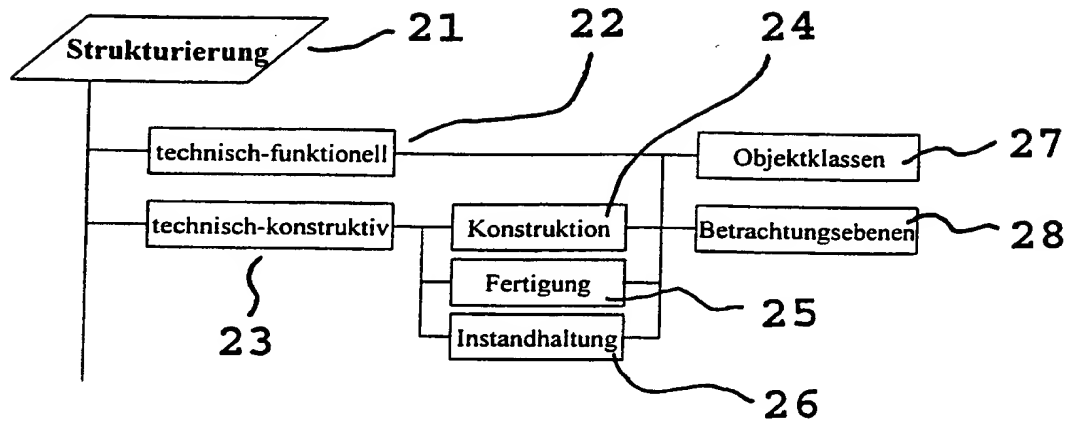 Strukturierung 21 22 24
technisch-funktionell Objektklassen 27
technisch-konstruktiv Konstruktion Betrachtungsebenen 28
Fertigung 25
23 Instandhaltung
26